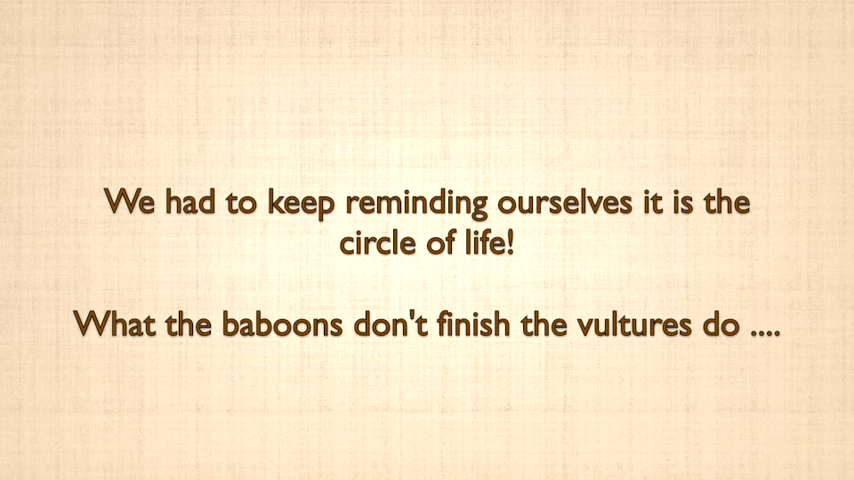 We had to keep reminding ourselves it is the
circle of life!
What the baboons don't finish the vultures do ....